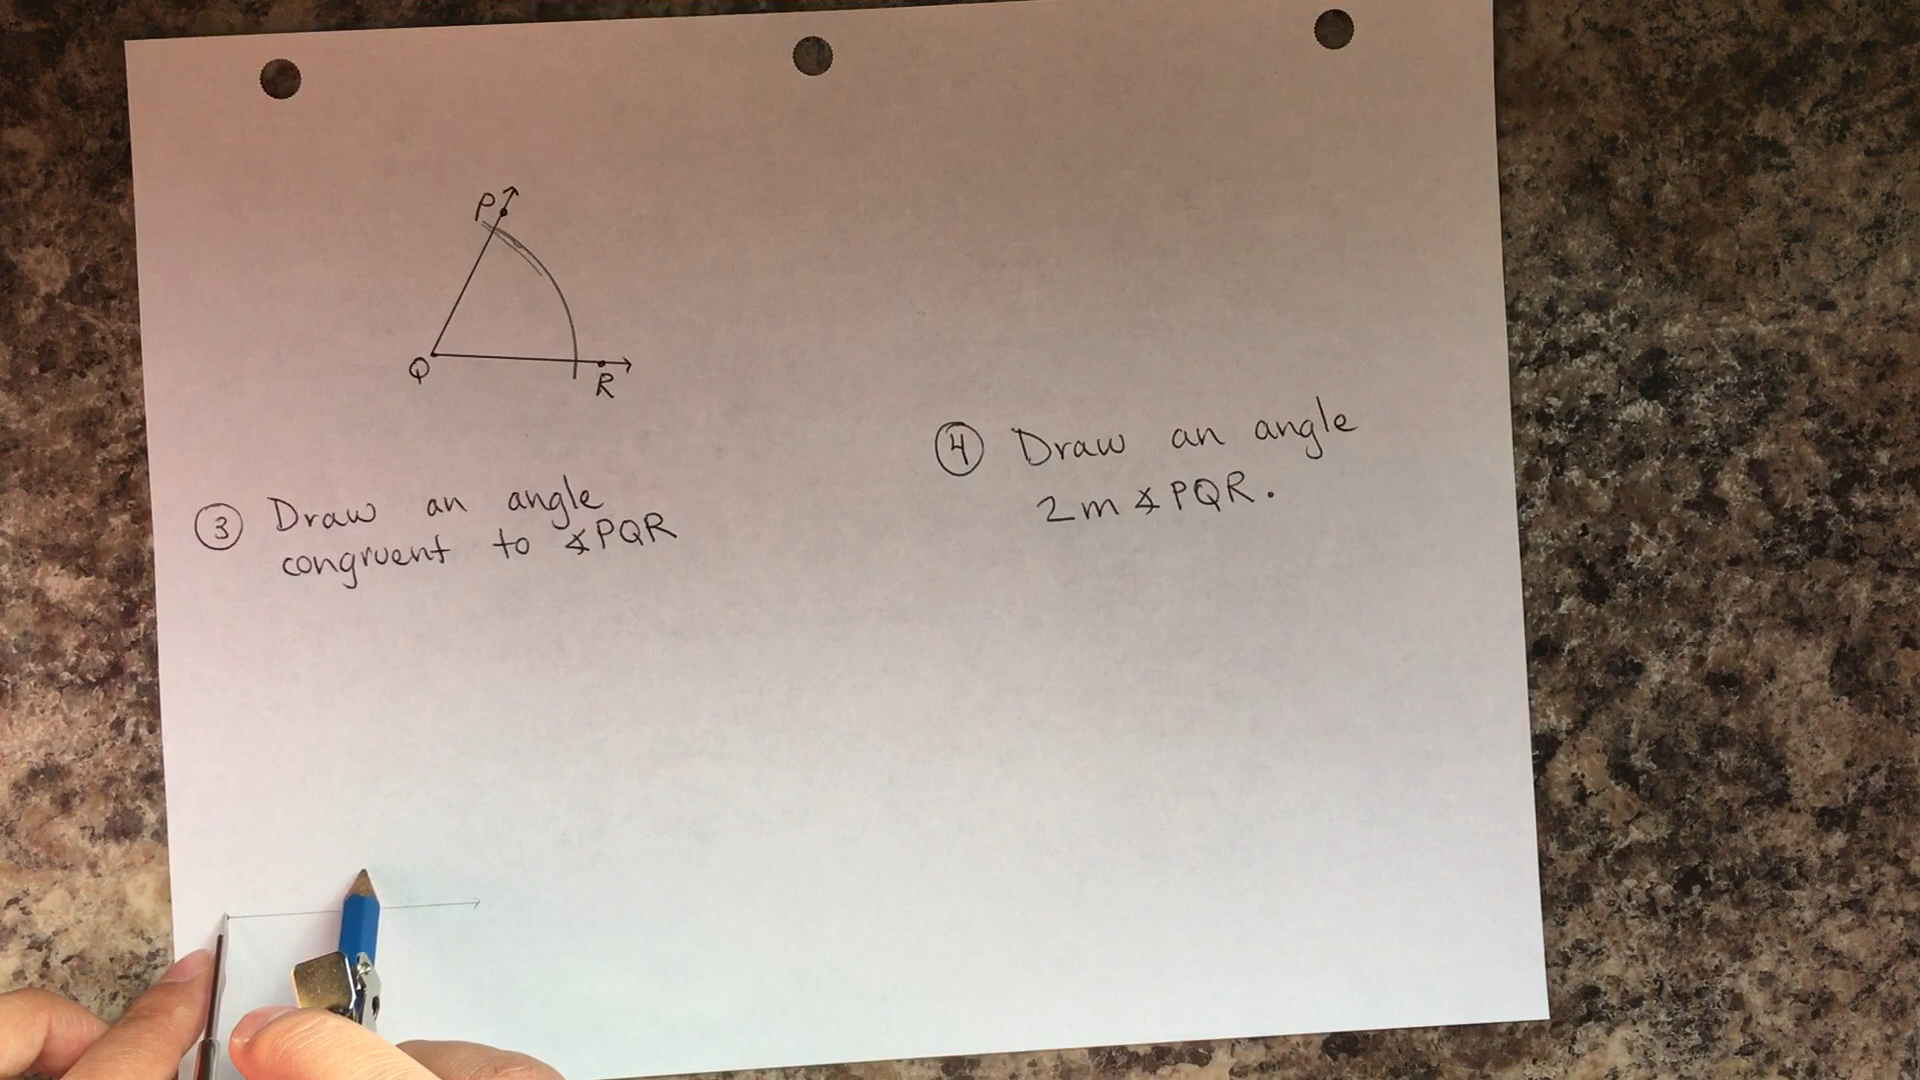 P
Q
R
③ Draw an angle
congruent to ∡PQR
④ Draw an angle
2m∡PQR.